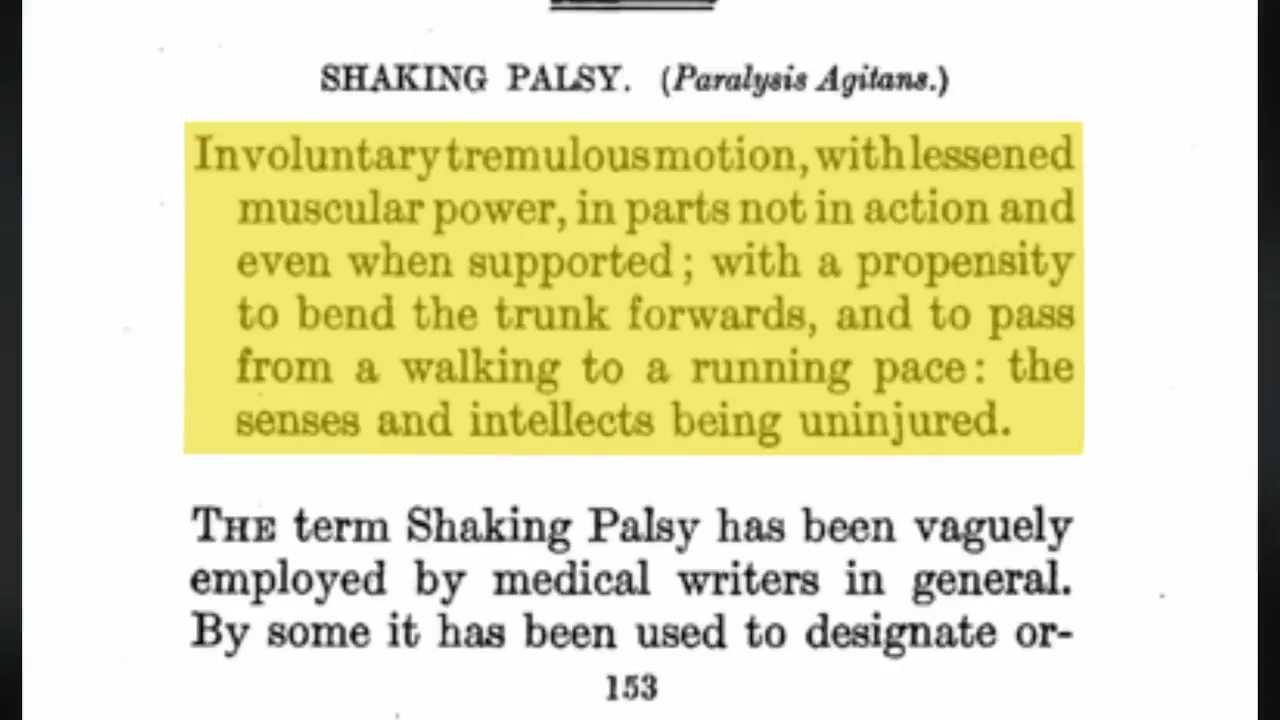 SHAKING PALSY. (Paralysis Agitans.)
Involuntary tremulous motion, with lessened
muscular power, in parts not in action and
even when supported; with a propensity
to bend the trunk forwards, and to pass
from a walking to a running pace: the
senses and intellects being uninjured.
THE term Shaking Palsy has been vaguely
employed by medical writers in general.
By some it has been used to designate or-
153